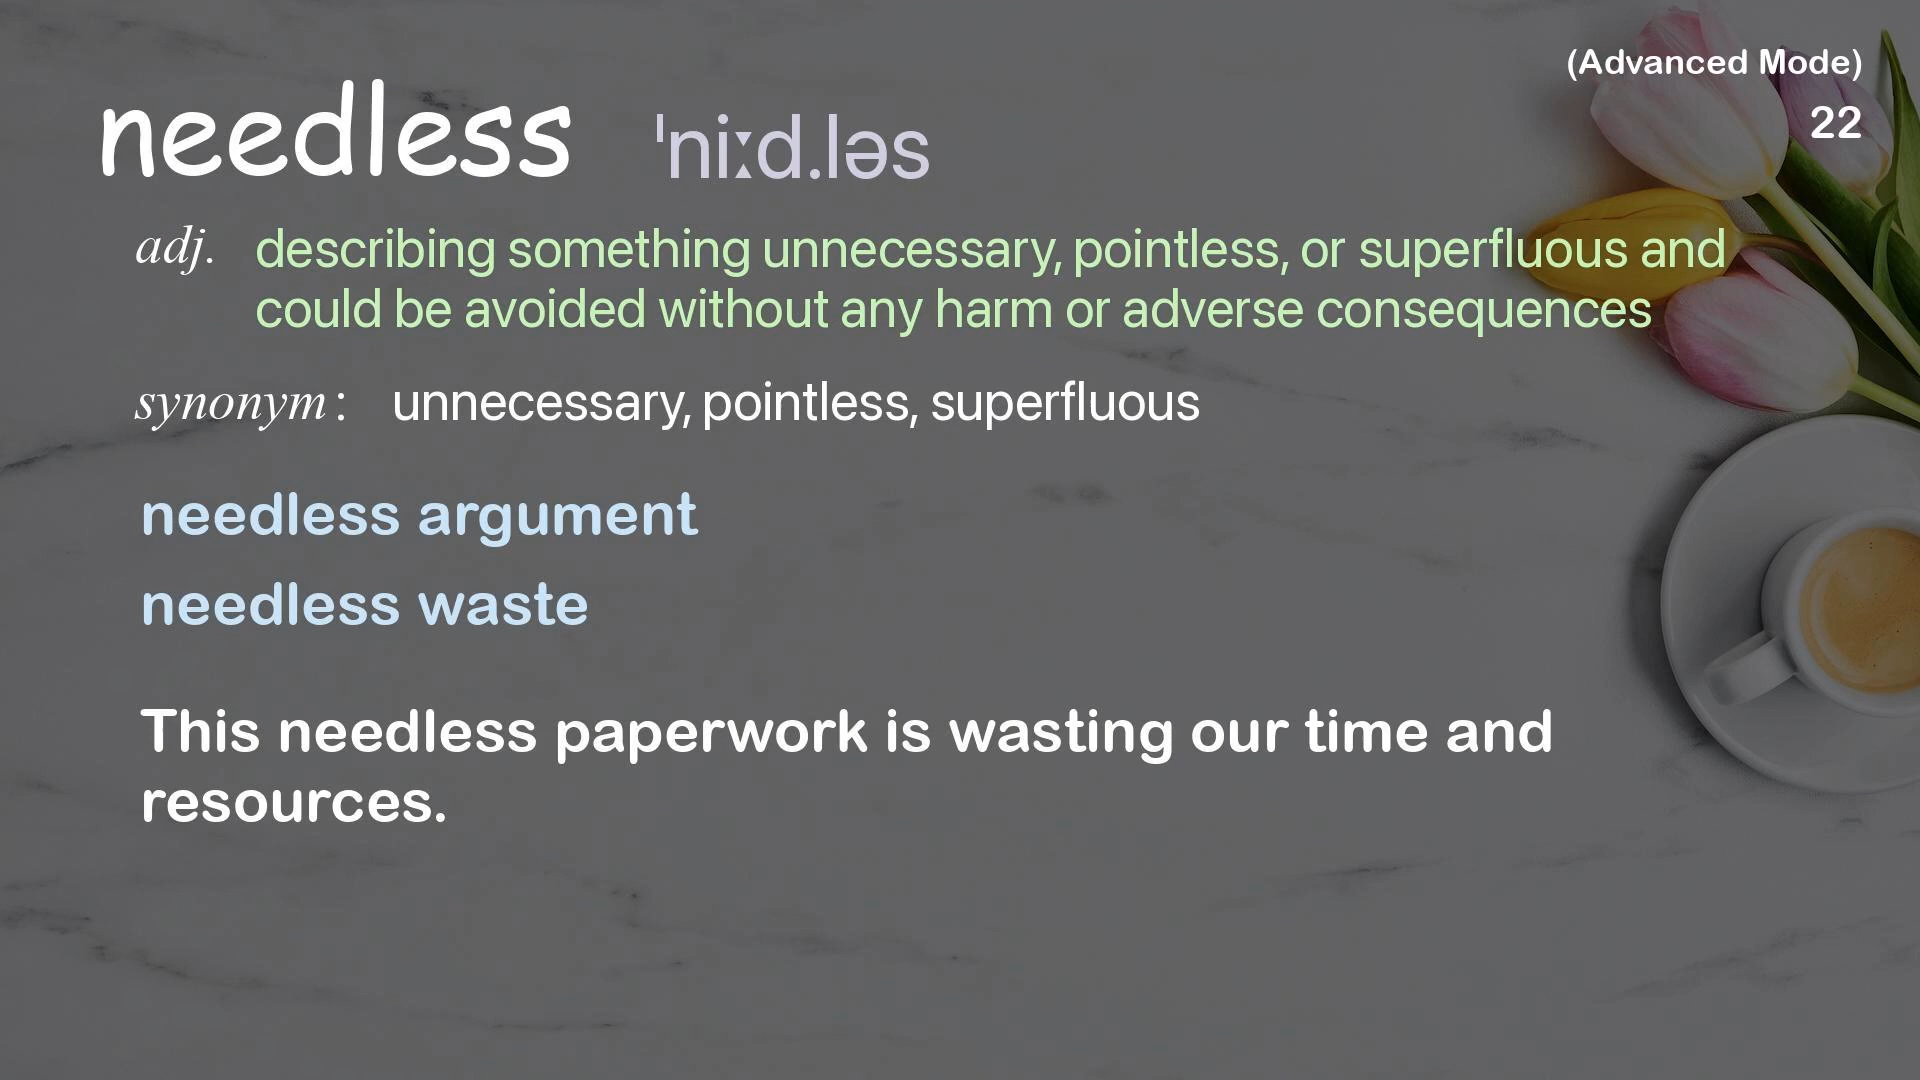 (Advanced Mode)
22
needless ˈniːd.ləs
adj. describing something unnecessary, pointless, or superfluous and
could be avoided without any harm or adverse consequences
synonym : unnecessary, pointless, superfluous
needless argument
needless waste
This needless paperwork is wasting our time and
resources.